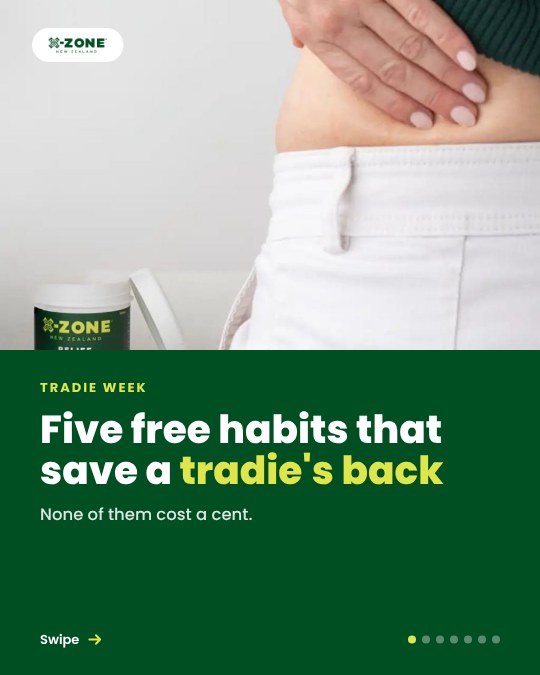 X-ZONE
NEW ZEALAND
X-ZONE
NEW ZEALAND
RELIEF
TRADIE WEEK
Five free habits that
save a tradie's back
None of them cost a cent.
Swipe →